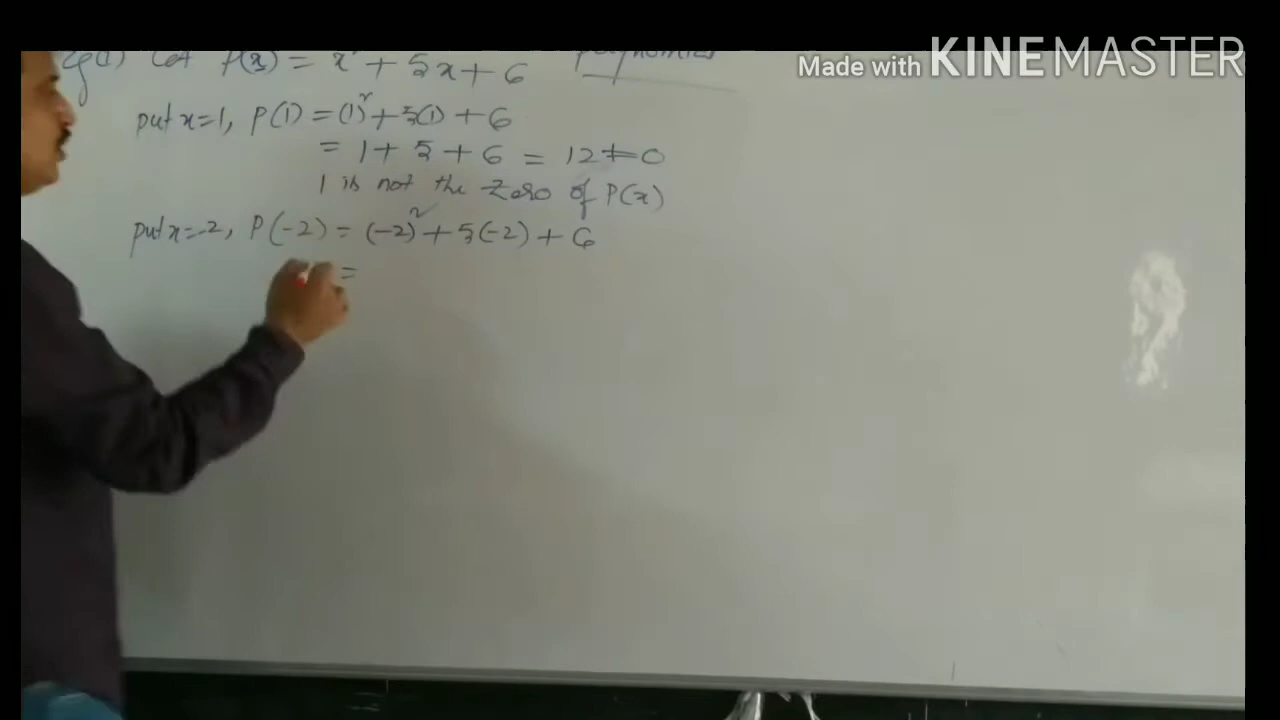 Made with KINEMASTER
eg(1) Let P(x) = x² + 5x + 6
put x=1, P(1) = (1)² + 5(1) + 6
= 1 + 5 + 6 = 12 ≠ 0
1 is not the zero of P(x)
put x=-2, P(-2) = (-2)² + 5(-2) + 6
=